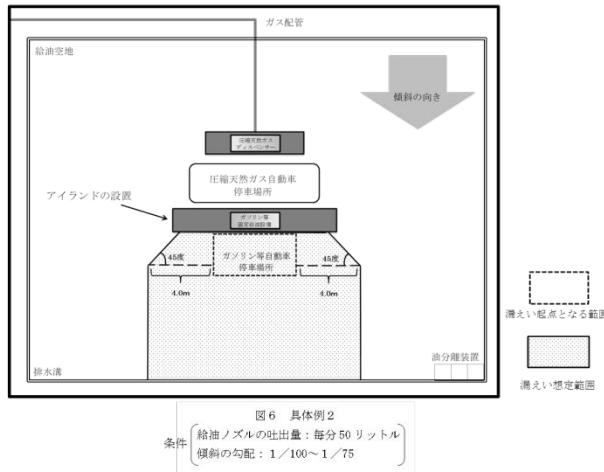 ガス配管
給油空地
傾斜の向き
圧縮天然ガス
ディスペンサー
圧縮天然ガス自動車
停車場所
アイランドの設置
ガソリン等
固定給油設備
ガソリン等自動車
停車場所
45度
45度
4.0m
4.0m
漏えい起点となる範囲
油分離装置
排水溝
漏えい想定範囲
図6 具体例2
条件
給油ノズルの吐出量:毎分50リットル
傾斜の勾配:1/100~1/75